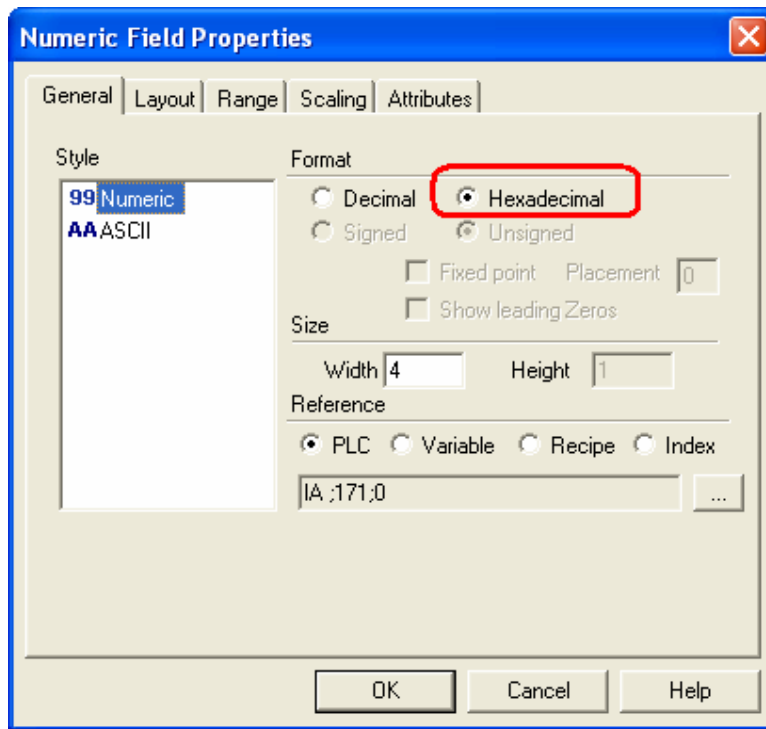 Numeric Field Properties
General Layout Range Scaling Attributes
Style
99 Numeric
AA ASCII
Format
Decimal Hexadecimal
Signed Unsigned
Fixed point Placement 0
Show leading Zeros
Size
Width 4 Height 1
Reference
PLC Variable Recipe Index
IA ;171;0 ...
OK Cancel Help